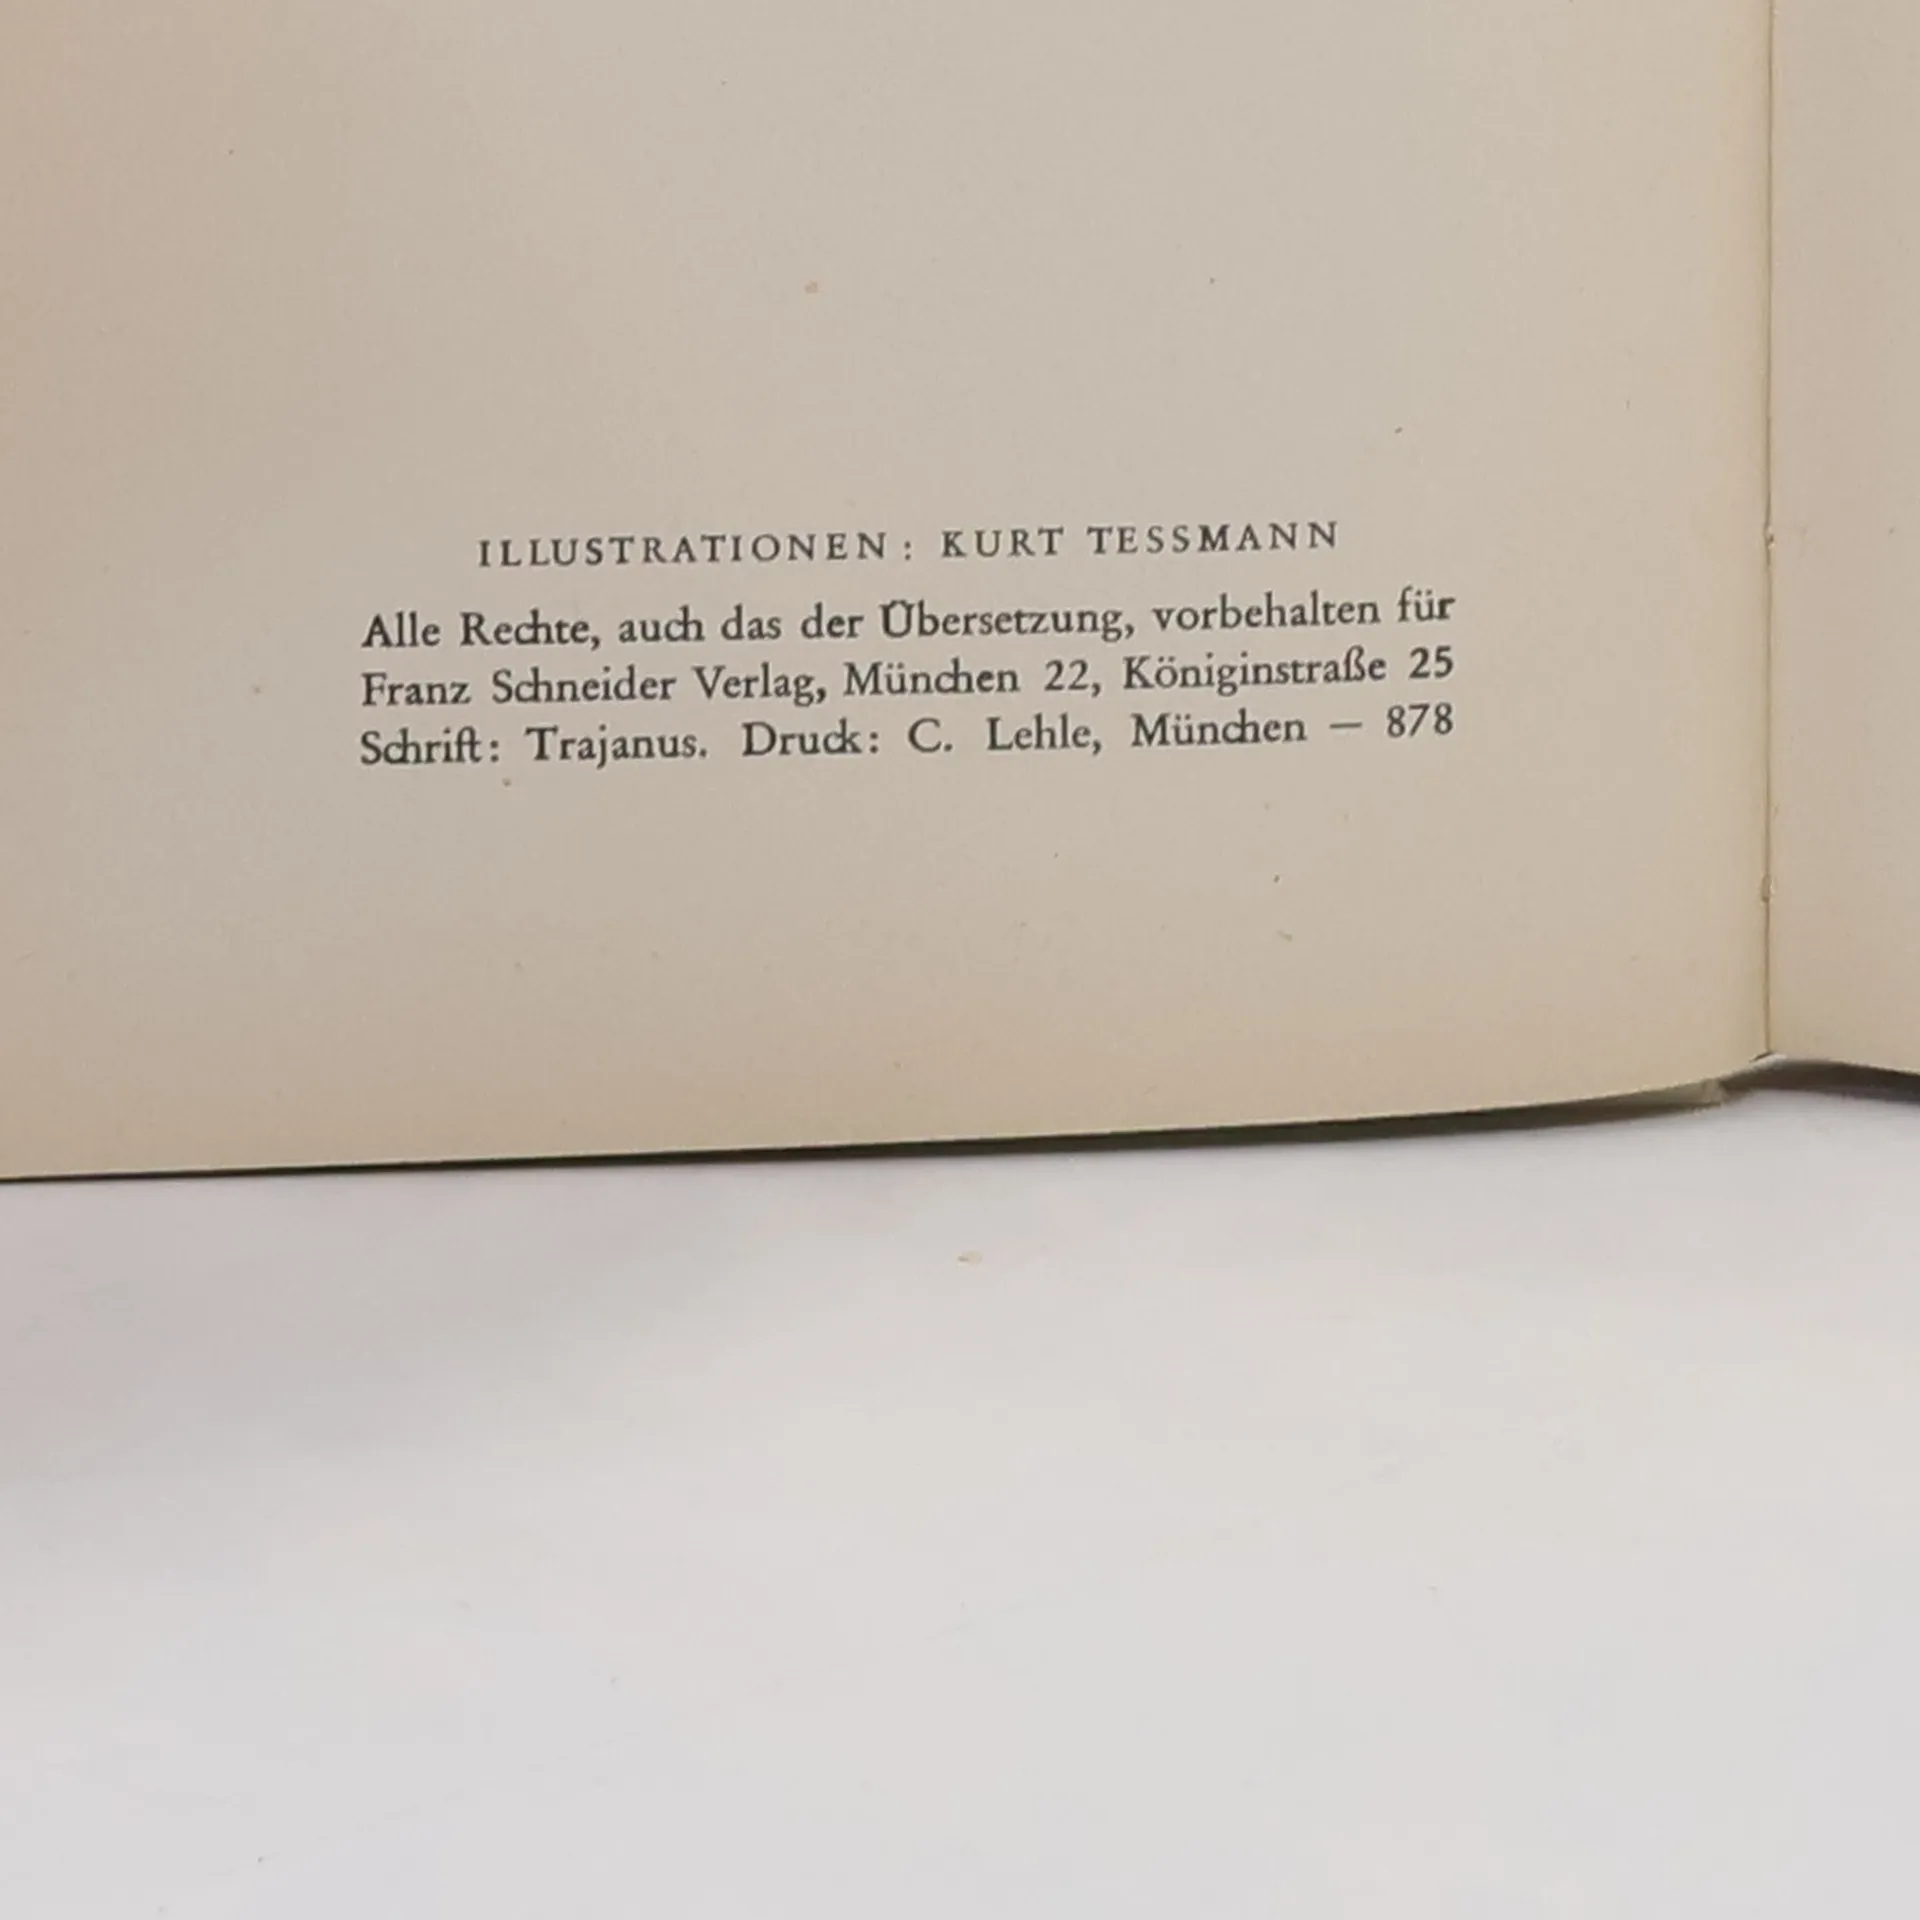 ILLUSTRATIONEN: KURT TESSMANN
Alle Rechte, auch das der Übersetzung, vorbehalten für
Franz Schneider Verlag, München 22, Königinstraße 25
Schrift: Trajanus. Druck: C. Lehle, München — 878